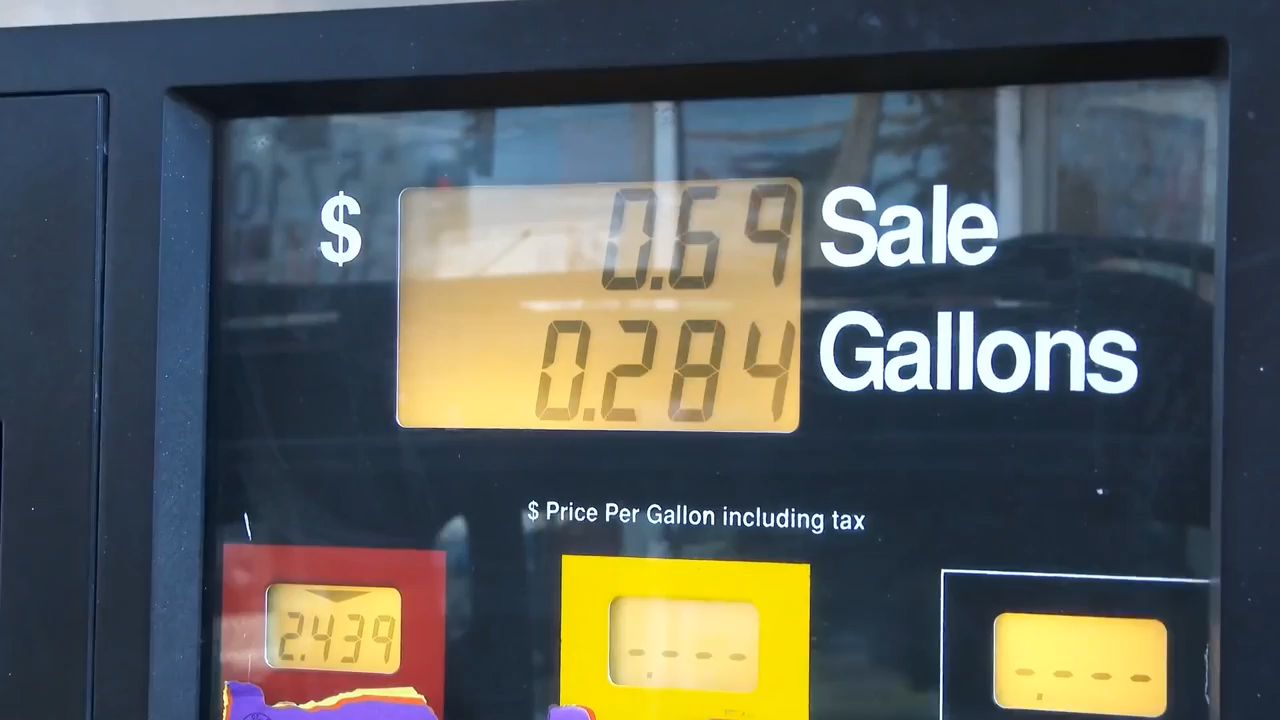 $ 0.69 Sale
0.284 Gallons
$ Price Per Gallon including tax
2.439 -.--- -.---